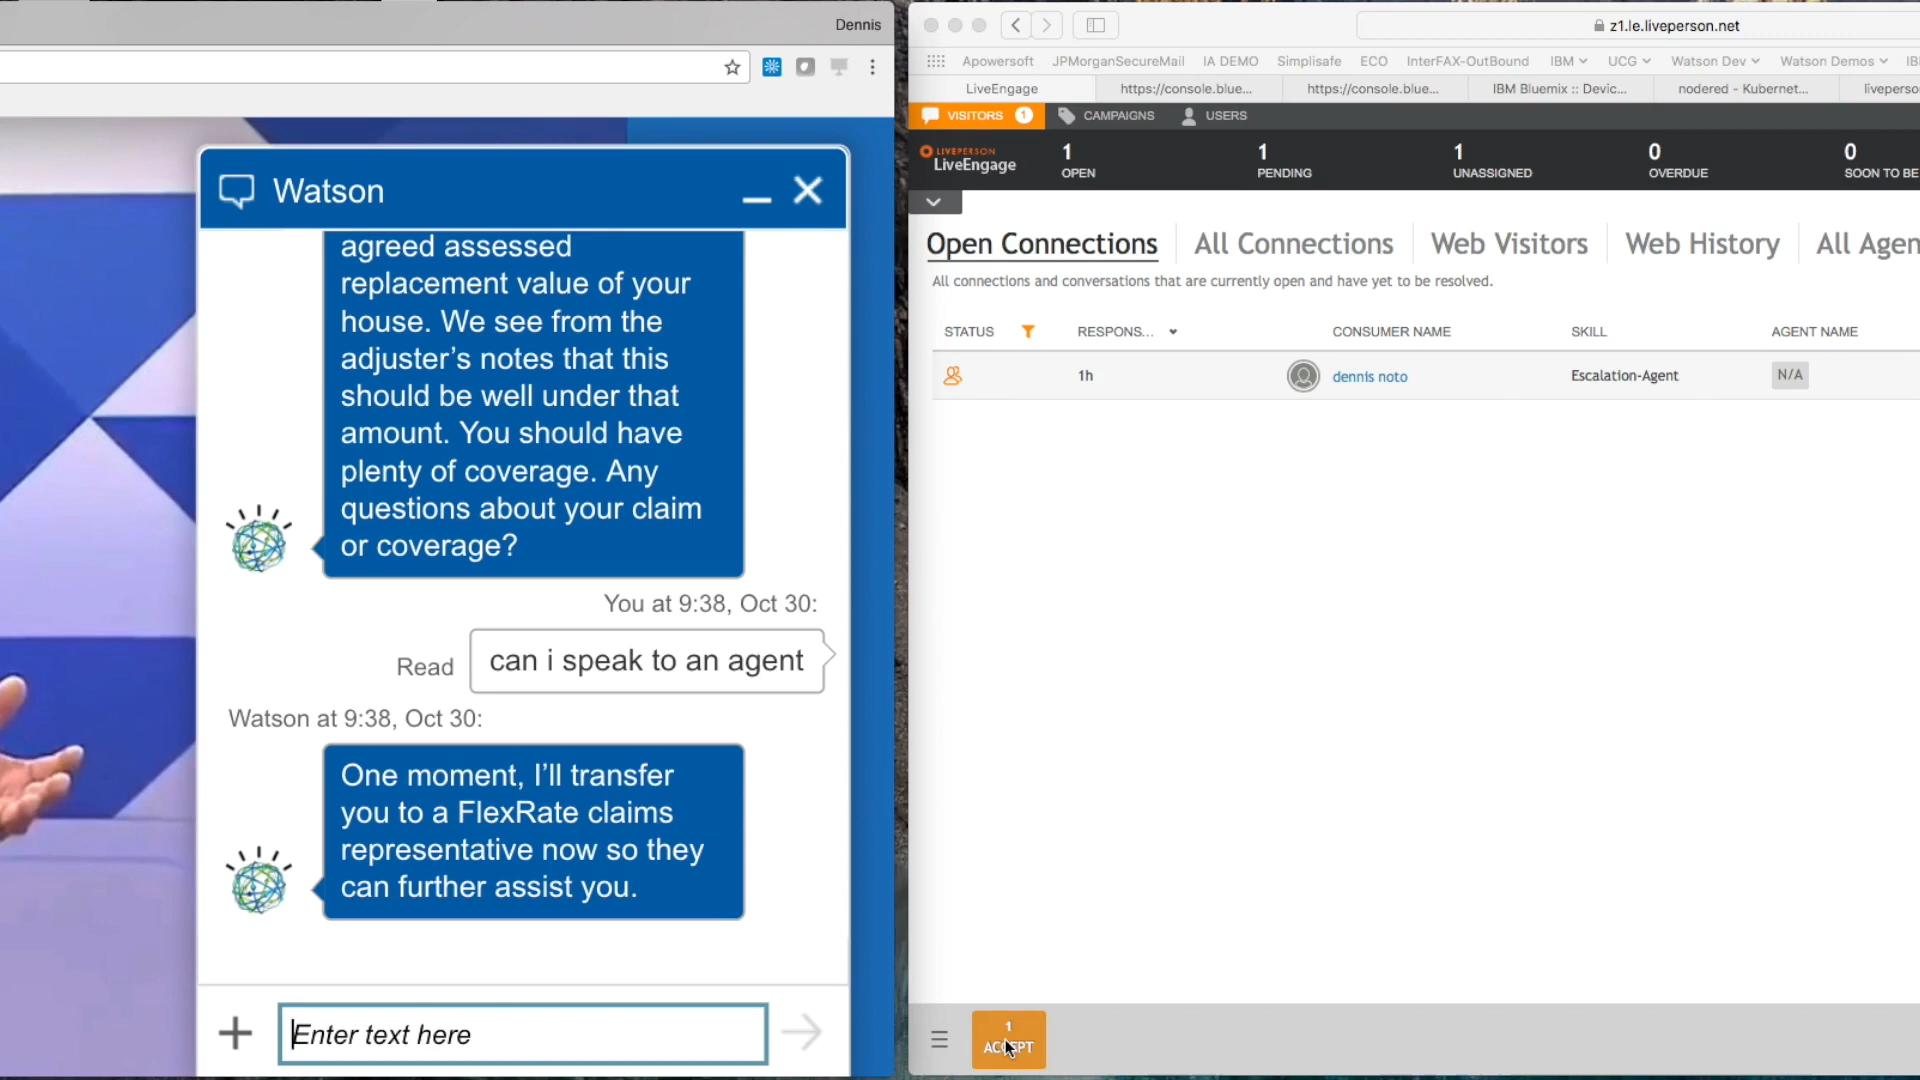 Dennis
Watson
agreed assessed
replacement value of your
house. We see from the
adjuster's notes that this
should be well under that
amount. You should have
plenty of coverage. Any
questions about your claim
or coverage?
You at 9:38, Oct 30:
Read
can i speak to an agent
Watson at 9:38, Oct 30:
One moment, I'll transfer
you to a FlexRate claims
representative now so they
can further assist you.
Enter text here
z1.le.liveperson.net
Apowersoft JPMorganSecureMail IA DEMO Simplisafe ECO InterFAX-OutBound IBM UCG Watson Dev Watson Demos IB
LiveEngage https://console.blue... https://console.blue... IBM Bluemix :: Devic... nodered - Kubernet... liveperso
VISITORS 1 CAMPAIGNS USERS
LIVEPERSON
LiveEngage
1 1 1 0 0
OPEN PENDING UNASSIGNED OVERDUE SOON TO BE
Open Connections All Connections Web Visitors Web History All Agen
All connections and conversations that are currently open and have yet to be resolved.
STATUS RESPONS... CONSUMER NAME SKILL AGENT NAME
1h dennis noto Escalation-Agent N/A
1
ACCEPT